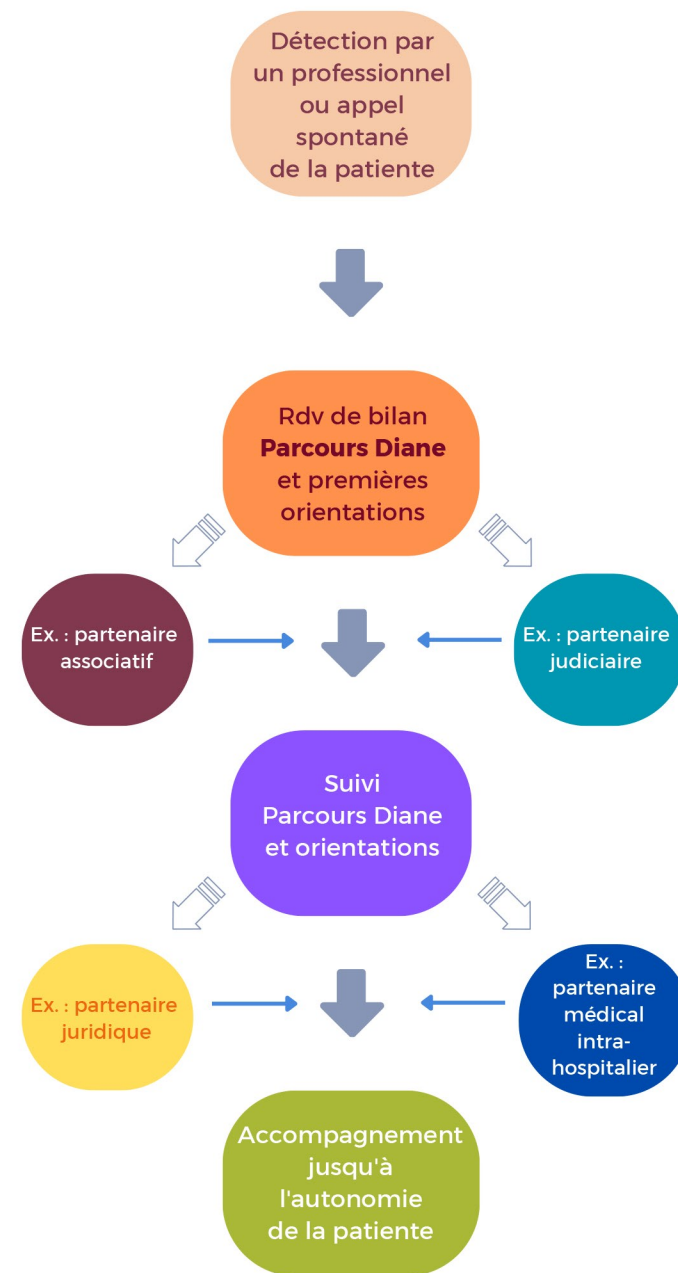 Détection par
un professionnel
ou appel
spontané
de la patiente
Rdv de bilan
Parcours Diane
et premières
orientations
Ex. : partenaire
associatif
Ex. : partenaire
judiciaire
Suivi
Parcours Diane
et orientations
Ex. : partenaire
juridique
Ex. :
partenaire
médical
intra-
hospitalier
Accompagnement
jusqu'à
l'autonomie
de la patiente